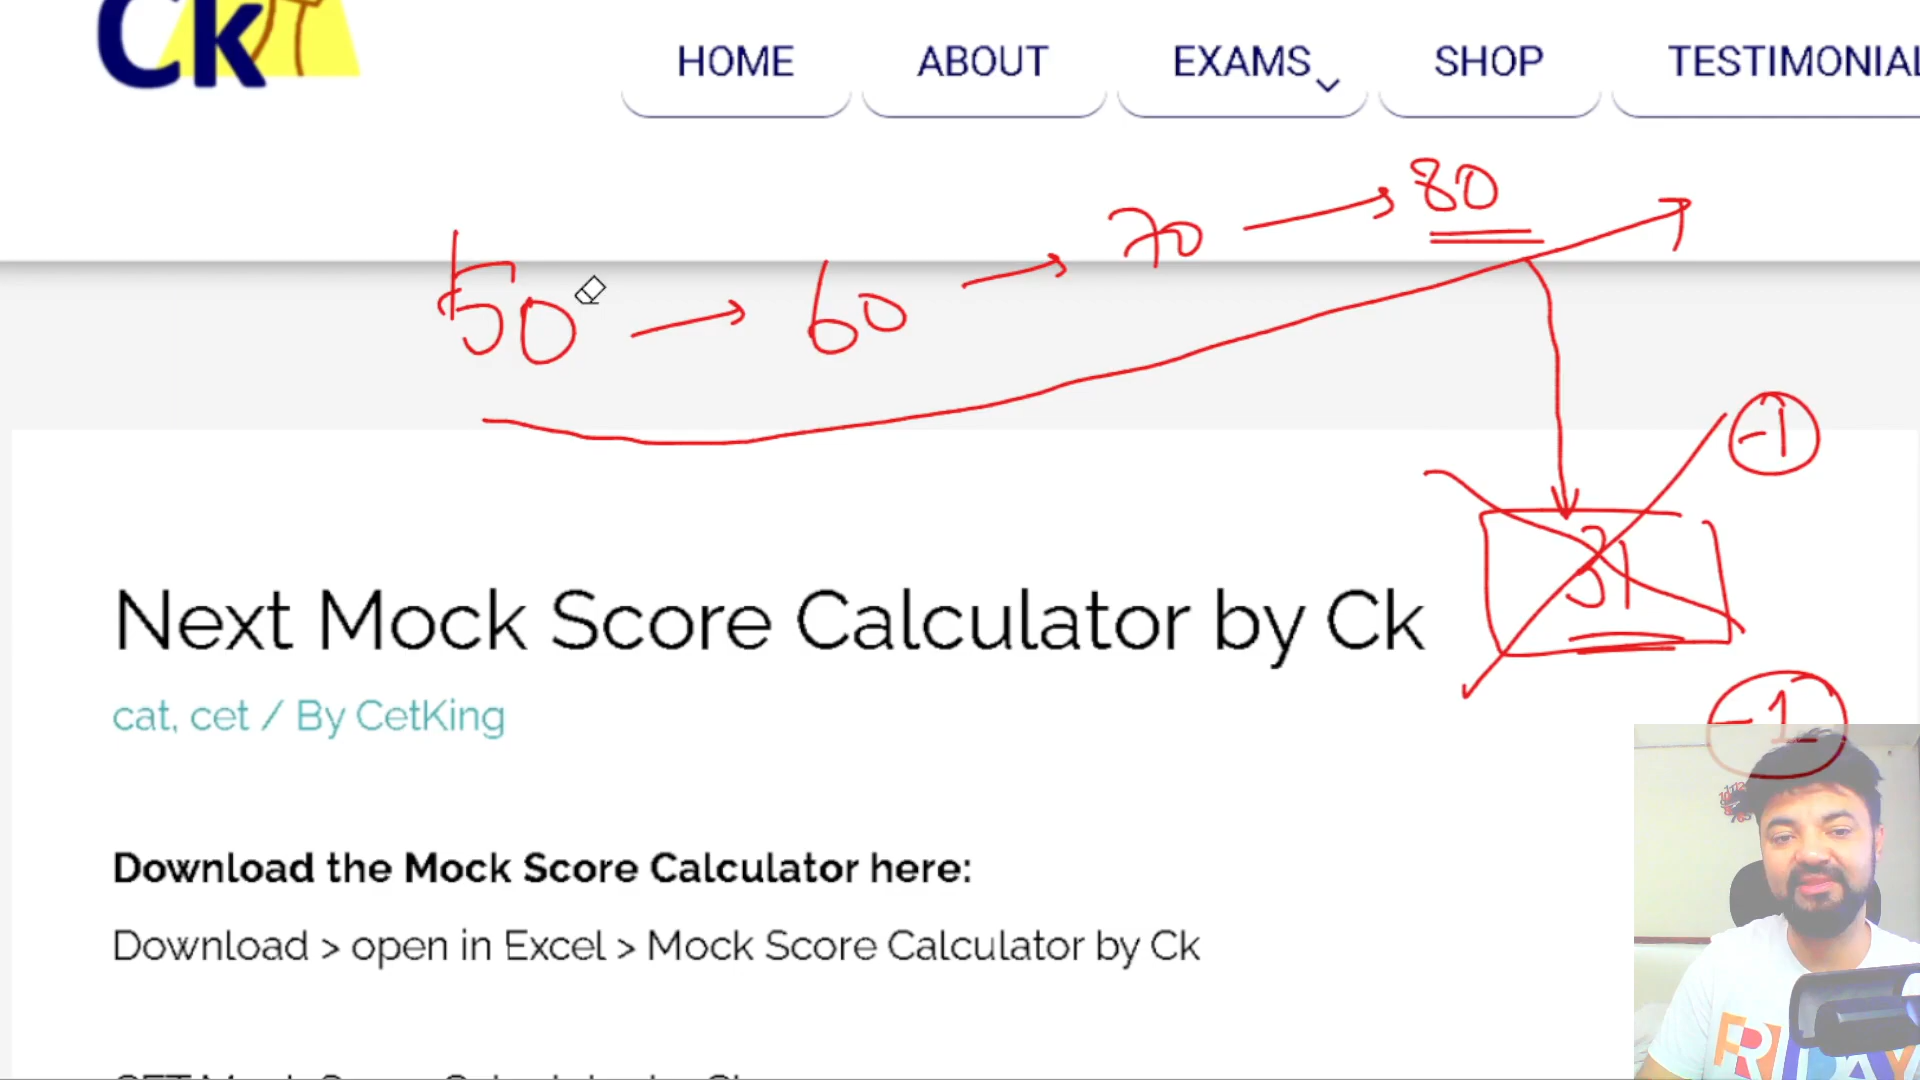 Ck
HOME ABOUT EXAMS SHOP TESTIMONIAL
50 → 60 → 70 → 80
-1
31
Next Mock Score Calculator by Ck
cat, cet / By CetKing
-1
Download the Mock Score Calculator here:
Download > open in Excel > Mock Score Calculator by Ck
FRIDAY